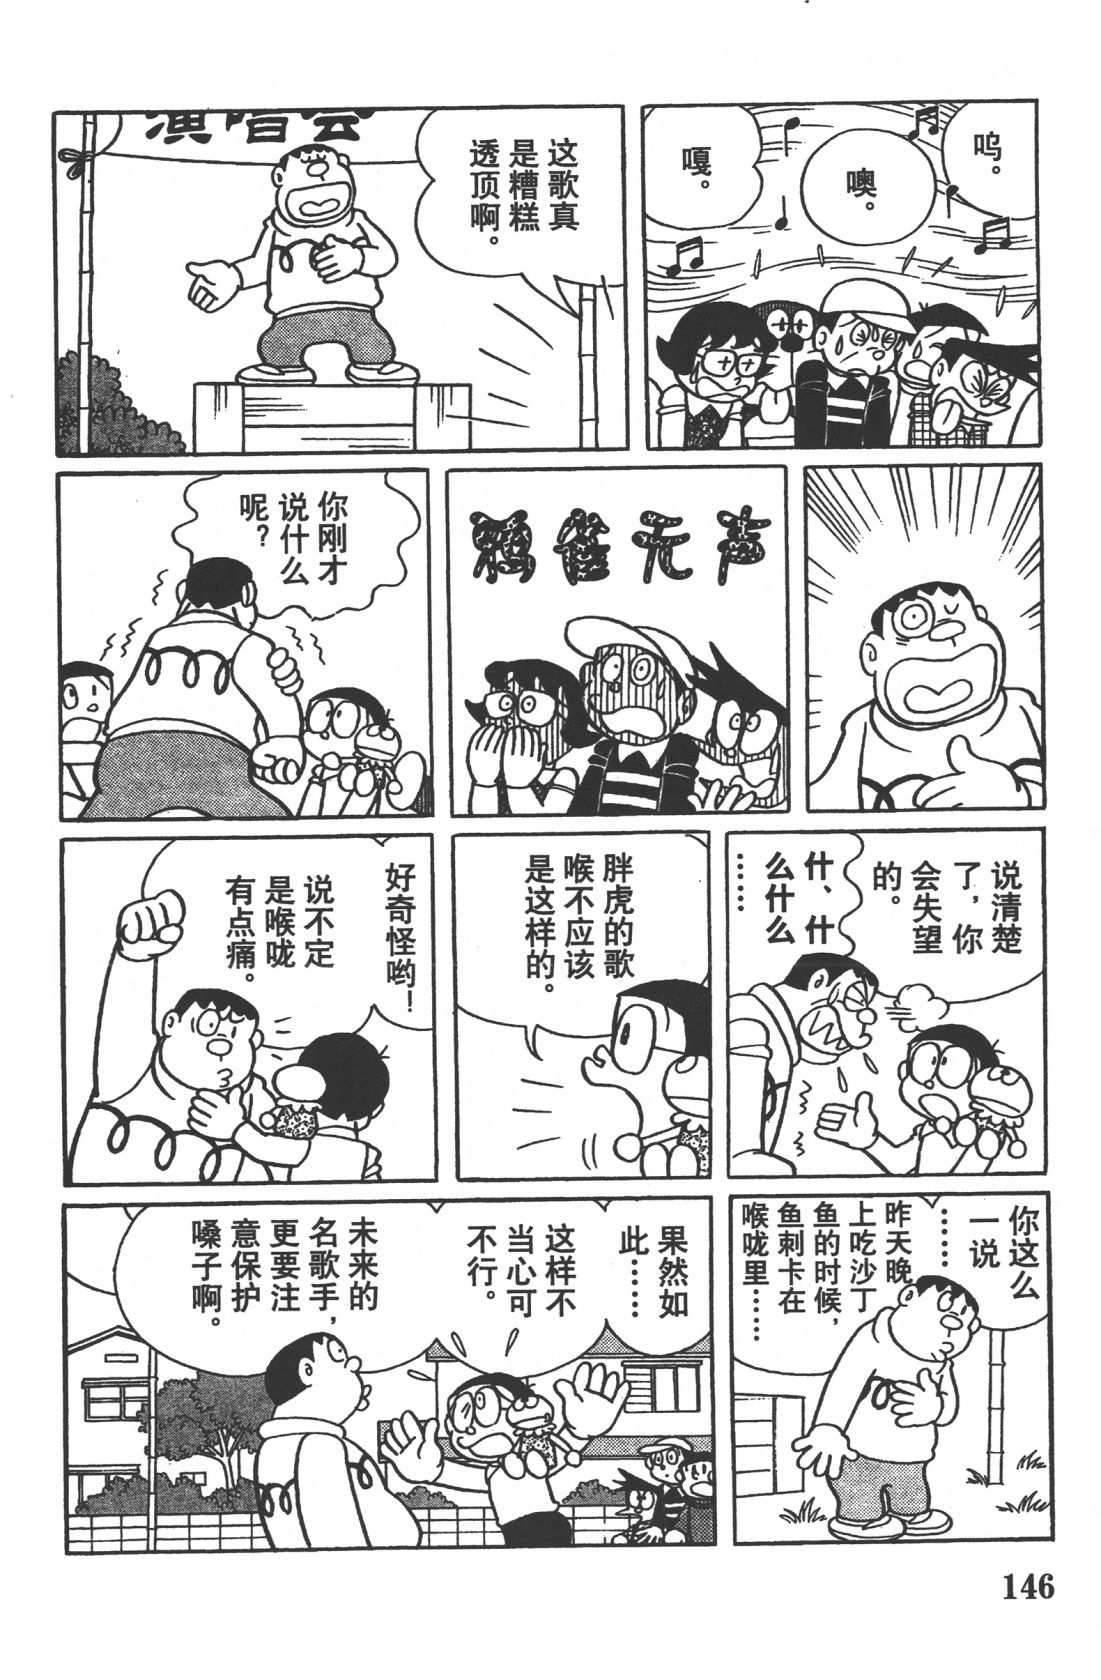 呜。
噢。
嘎。
这歌真
是糟糕
透顶啊。
演唱会
鸦雀无声
你刚才
说什么
呢？
说清楚
了，你
会失望
的。
什、什
么什么
……
胖虎的歌
喉不应该
是这样的。
好奇怪哟！
说不定
是喉咙
有点痛。
你这么
一说
……
昨天晚
上吃沙丁
鱼的时候，
鱼刺卡在
喉咙里……
果然如
此……
这样不
当心可
不行。
未来的
名歌手，
更要注
意保护
嗓子啊。
146